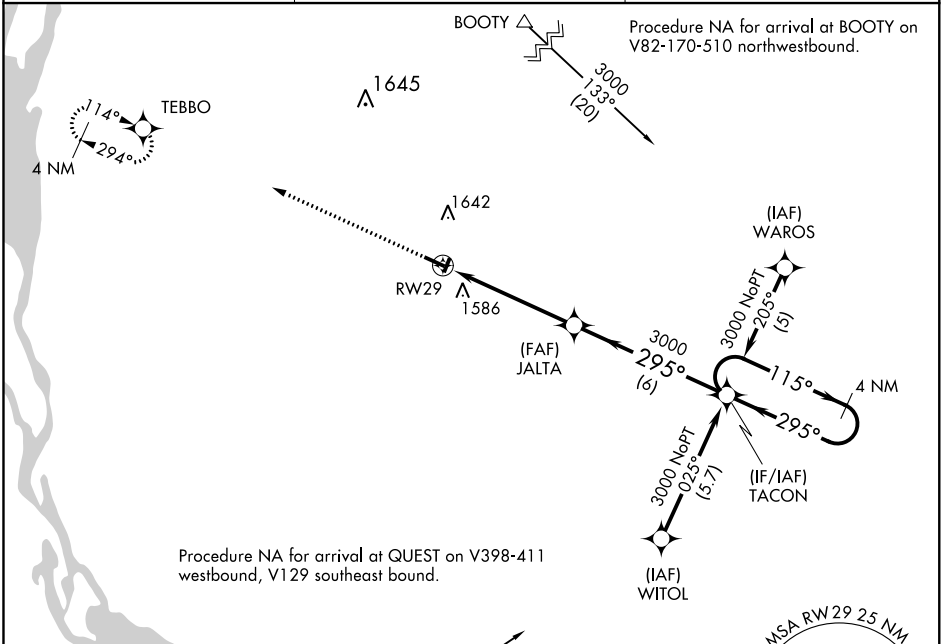 BOOTY
Procedure NA for arrival at BOOTY on
V82-170-510 northwestbound.
3000
133°
(20)
1645
114°
TEBBO
294°
4 NM
1642
(IAF)
WAROS
RW29
1586
3000 NoPT
205°
(5)
(FAF)
JALTA
3000
295°
(6)
115°
4 NM
295°
3000 NoPT
025°
(5.7)
(IF/IAF)
TACON
Procedure NA for arrival at QUEST on V398-411
westbound, V129 southeast bound.
(IAF)
WITOL
MSA RW29 25 NM